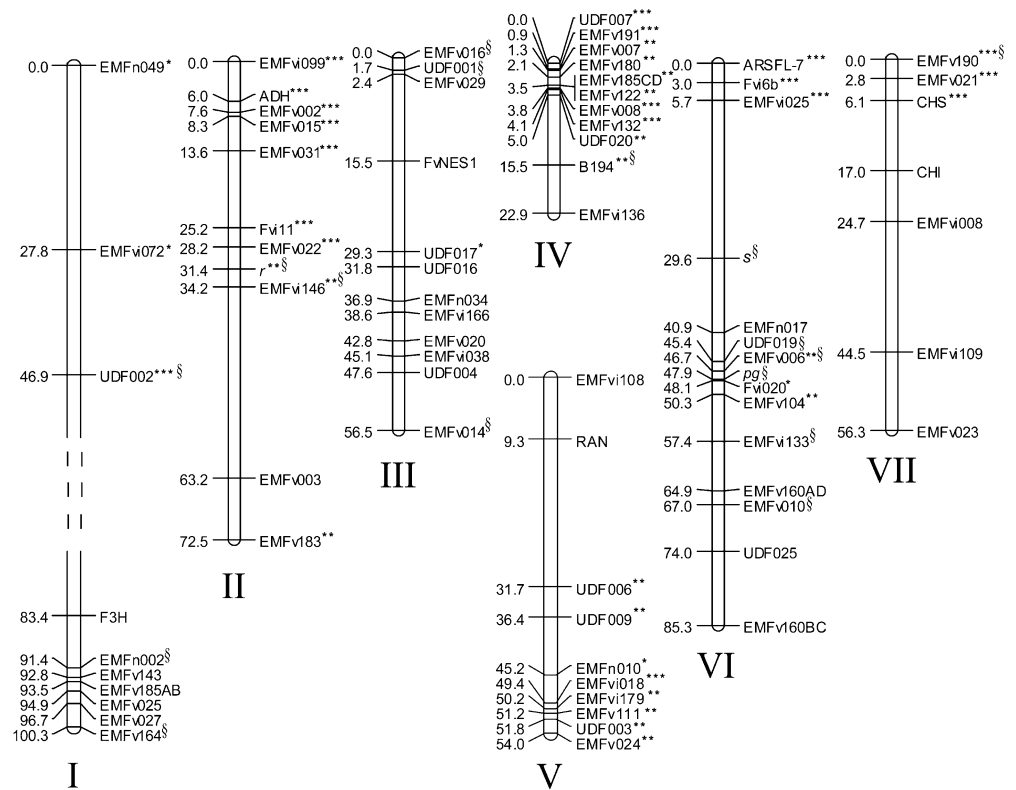 0.0 EMFn049*
27.8 EMFvi072*
46.9 UDF002***§
83.4 F3H
91.4 EMFn002§
92.8 EMFv143
93.5 EMFv185AB
94.9 EMFv025
96.7 EMFv027
100.3 EMFv164§
I
0.0 EMFvi099***
6.0 ADH***
7.6 EMFv002***
8.3 EMFv015***
13.6 EMFv031***
25.2 Fvi11***
28.2 EMFv022***
31.4 r**§
34.2 EMFvi146**§
63.2 EMFv003
72.5 EMFv183**
II
0.0 EMFv016§
1.7 UDF001§
2.4 EMFv029
15.5 FvNES1
29.3 UDF017*
31.8 UDF016
36.9 EMFn034
38.6 EMFvi166
42.8 EMFv020
45.1 EMFvi038
47.6 UDF004
56.5 EMFv014§
III
0.0 UDF007***
0.9 EMFv191***
1.3 EMFv007**
2.1 EMFv180**
3.5 EMFv185CD**
EMFv122**
3.8 EMFv008***
4.1 EMFv132***
5.0 UDF020**
15.5 B194**§
22.9 EMFvi136
IV
0.0 EMFvi108
9.3 RAN
31.7 UDF006**
36.4 UDF009**
45.2 EMFn010*
49.4 EMFvi018***
50.2 EMFvi179**
51.2 EMFv111**
51.8 UDF003**
54.0 EMFv024**
V
0.0 ARSFL-7***
3.0 Fvi6b***
5.7 EMFvi025***
29.6 s§
40.9 EMFn017
45.4 UDF019§
46.7 EMFv006**§
47.9 pg§
48.1 Fvi020*
50.3 EMFv104**
57.4 EMFvi133§
64.9 EMFv160AD
67.0 EMFv010§
74.0 UDF025
85.3 EMFv160BC
VI
0.0 EMFv190***§
2.8 EMFv021***
6.1 CHS***
17.0 CHI
24.7 EMFvi008
44.5 EMFvi109
56.3 EMFv023
VII